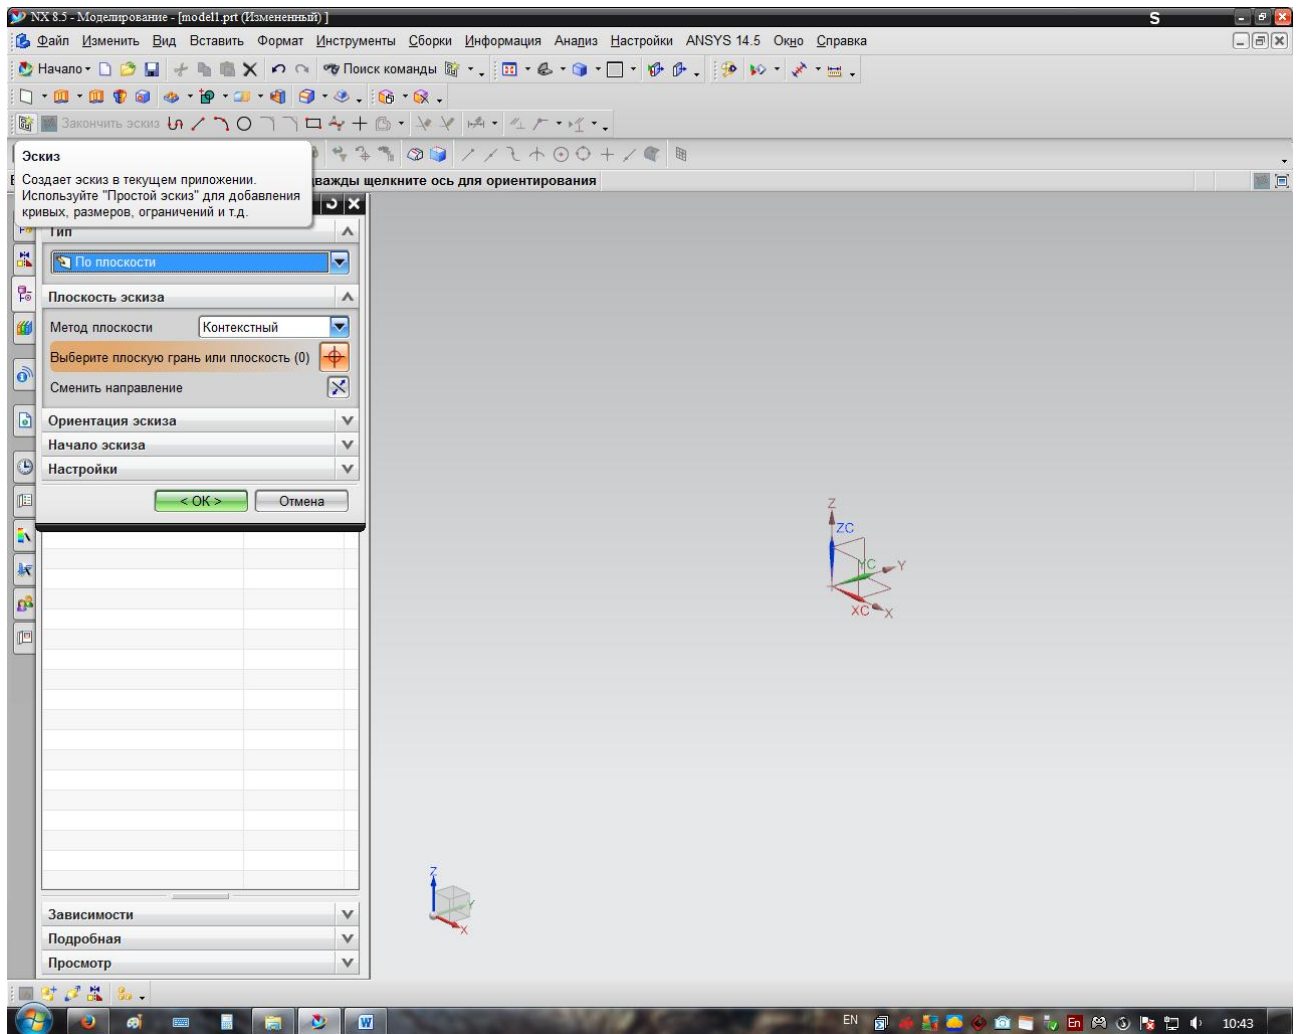 NX 8.5 - Моделирование - [model1.prt (Измененный) ]
S
Файл Изменить Вид Вставить Формат Инструменты Сборки Информация Анализ Настройки ANSYS 14.5 Окно Справка
Начало Поиск команды
Закончить эскиз
Эскиз
Создает эскиз в текущем приложении.
Используйте "Простой эскиз" для добавления
кривых, размеров, ограничений и т.д.
важды щелкните ось для ориентирования
Тип
По плоскости
Плоскость эскиза
Метод плоскости Контекстный
Выберите плоскую грань или плоскость (0)
Сменить направление
Ориентация эскиза
Начало эскиза
Настройки
< OK > Отмена
Z
ZC
YC Y
XC X
Z
Y
X
Зависимости
Подробная
Просмотр
EN En 10:43